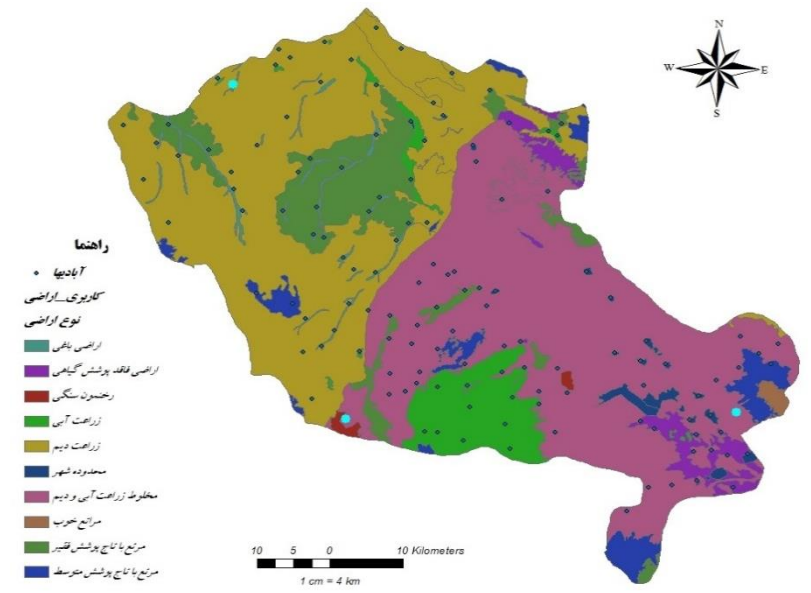 N
W
E
S
راهنما
آبادیها
کاربری_اراضی
نوع اراضی
اراضی باغی
اراضی فاقد پوشش گیاهی
رخنمون سنگی
زراعت آبی
زراعت دیم
محدوده شهر
مخلوط زراعت آبی و دیم
مراتع خوب
مرتع با تاج پوشش فقیر
مرتع با تاج پوشش متوسط
10 5 0 10 Kilometers
1 cm = 4 km